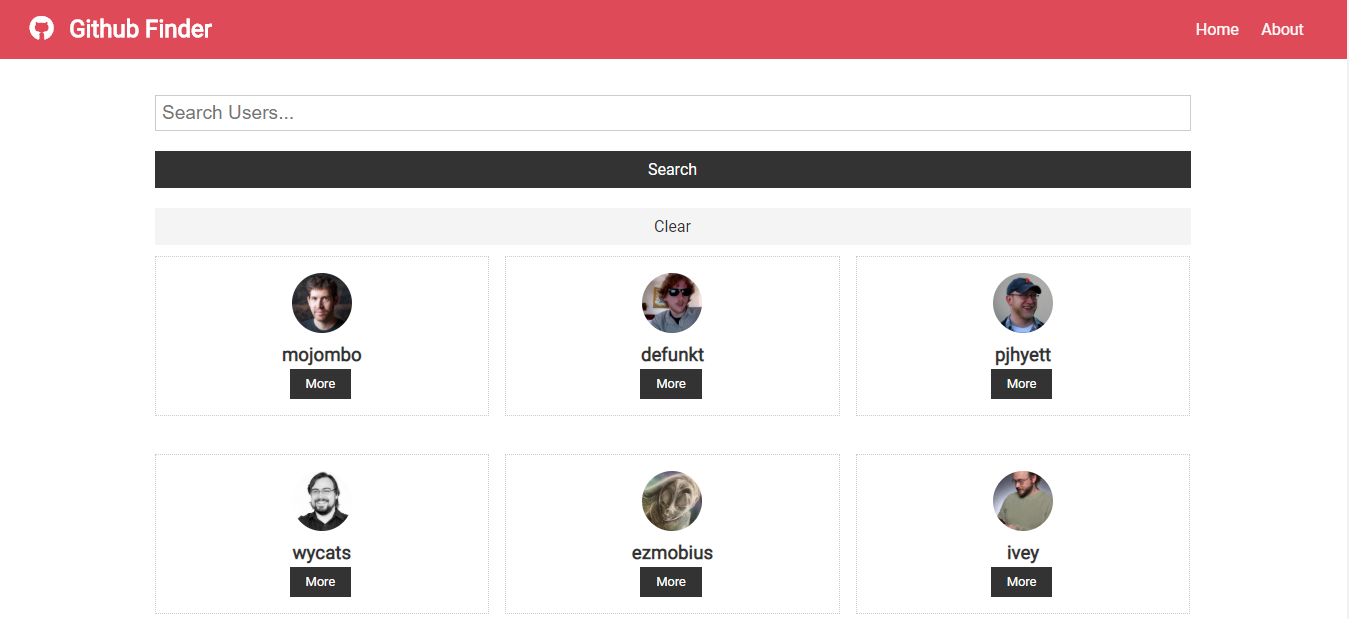 Github Finder Home About
Search Users...
Search
Clear
mojombo defunkt pjhyett
More More More
wycats ezmobius ivey
More More More